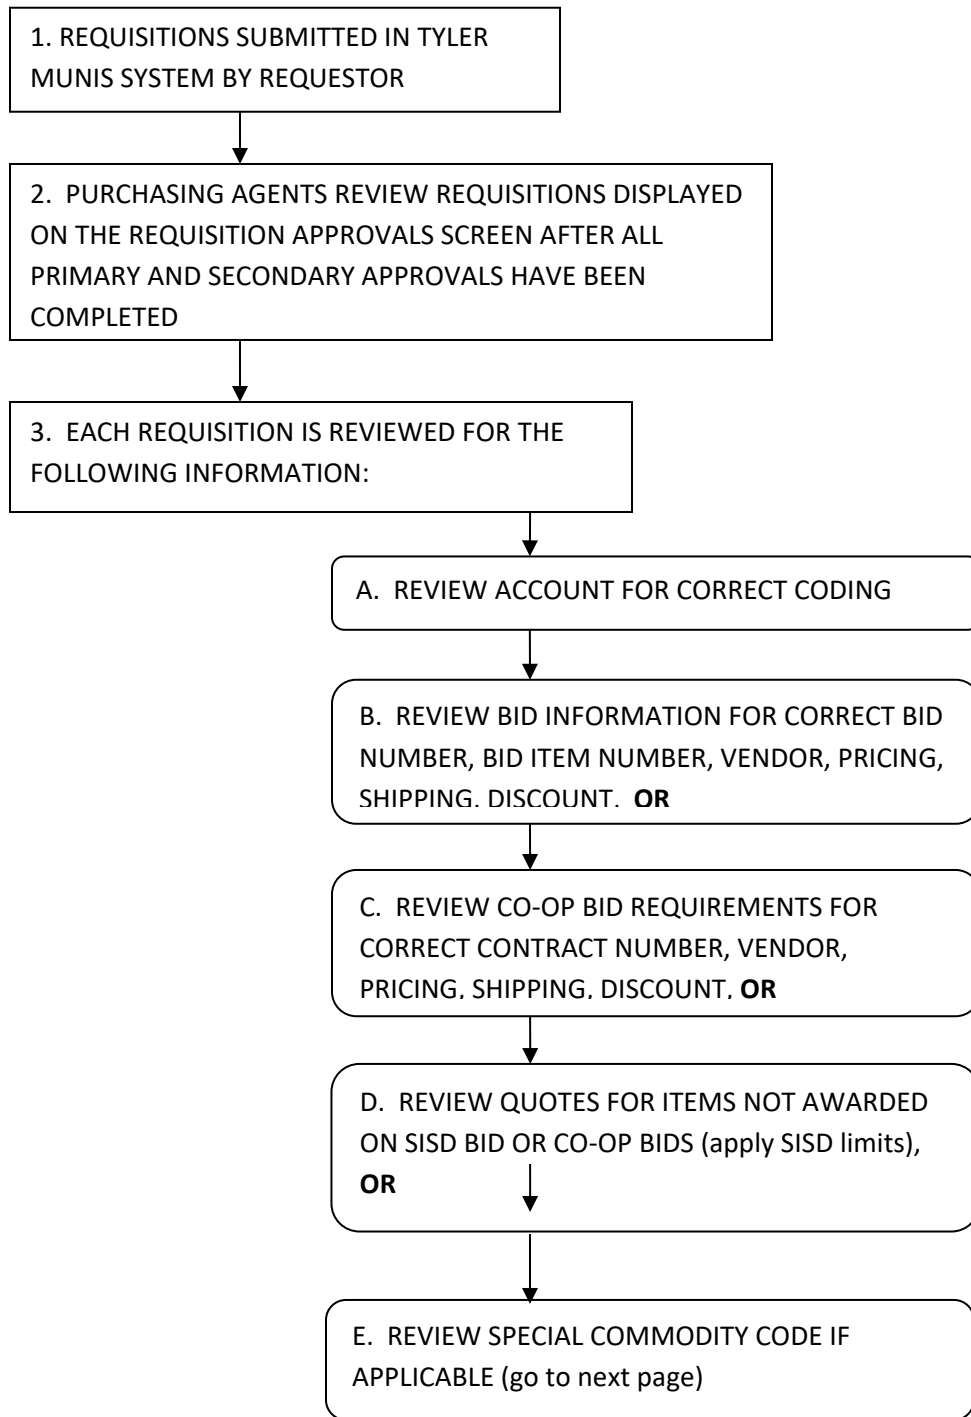 1. REQUISITIONS SUBMITTED IN TYLER
MUNIS SYSTEM BY REQUESTOR
2. PURCHASING AGENTS REVIEW REQUISITIONS DISPLAYED
ON THE REQUISITION APPROVALS SCREEN AFTER ALL
PRIMARY AND SECONDARY APPROVALS HAVE BEEN
COMPLETED
3. EACH REQUISITION IS REVIEWED FOR THE
FOLLOWING INFORMATION:
A. REVIEW ACCOUNT FOR CORRECT CODING
B. REVIEW BID INFORMATION FOR CORRECT BID
NUMBER, BID ITEM NUMBER, VENDOR, PRICING,
SHIPPING, DISCOUNT, OR
C. REVIEW CO-OP BID REQUIREMENTS FOR
CORRECT CONTRACT NUMBER, VENDOR,
PRICING, SHIPPING, DISCOUNT, OR
D. REVIEW QUOTES FOR ITEMS NOT AWARDED
ON SISD BID OR CO-OP BIDS (apply SISD limits),
OR
E. REVIEW SPECIAL COMMODITY CODE IF
APPLICABLE (go to next page)